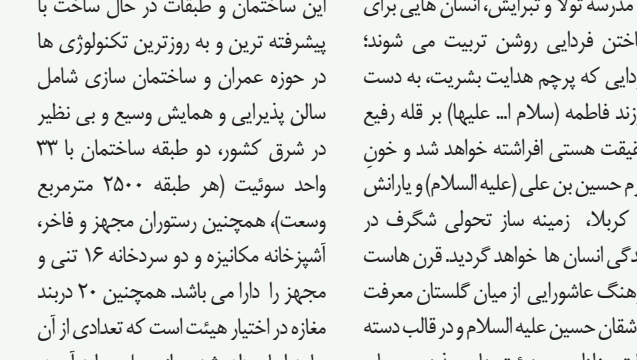 مدرسه تولا و تبرایش، انسان هایی برای
ساختن فردایی روشن تربیت می شوند؛
فردایی که پرچم هدایت بشریت، به دست
فرزند فاطمه (سلام ا... علیها) بر قله رفیع
حقیقت هستی افراشته خواهد شد و خونِ
حسین بن علی (علیه السلام) و یارانش
کربلا، زمینه ساز تحولی شگرف در
زندگی انسان ها خواهد گردید. قرن هاست
فرهنگ عاشورایی از میان گلستان معرفت
عاشقان حسین علیه السلام و در قالب دسته
این ساختمان و طبقات در حال ساخت با
پیشرفته ترین و به روزترین تکنولوژی ها
در حوزه عمران و ساختمان سازی شامل
سالن پذیرایی و همایش وسیع و بی نظیر
در شرق کشور، دو طبقه ساختمان با ۳۳
واحد سوئیت (هر طبقه ۲۵۰۰ مترمربع
وسعت)، همچنین رستوران مجهز و فاخر،
آشپزخانه مکانیزه و دو سردخانه ۱۶ تنی و
مجهز را دارا می باشد. همچنین ۲۰ دربند
مغازه در اختیار هیئت است که تعدادی از آن